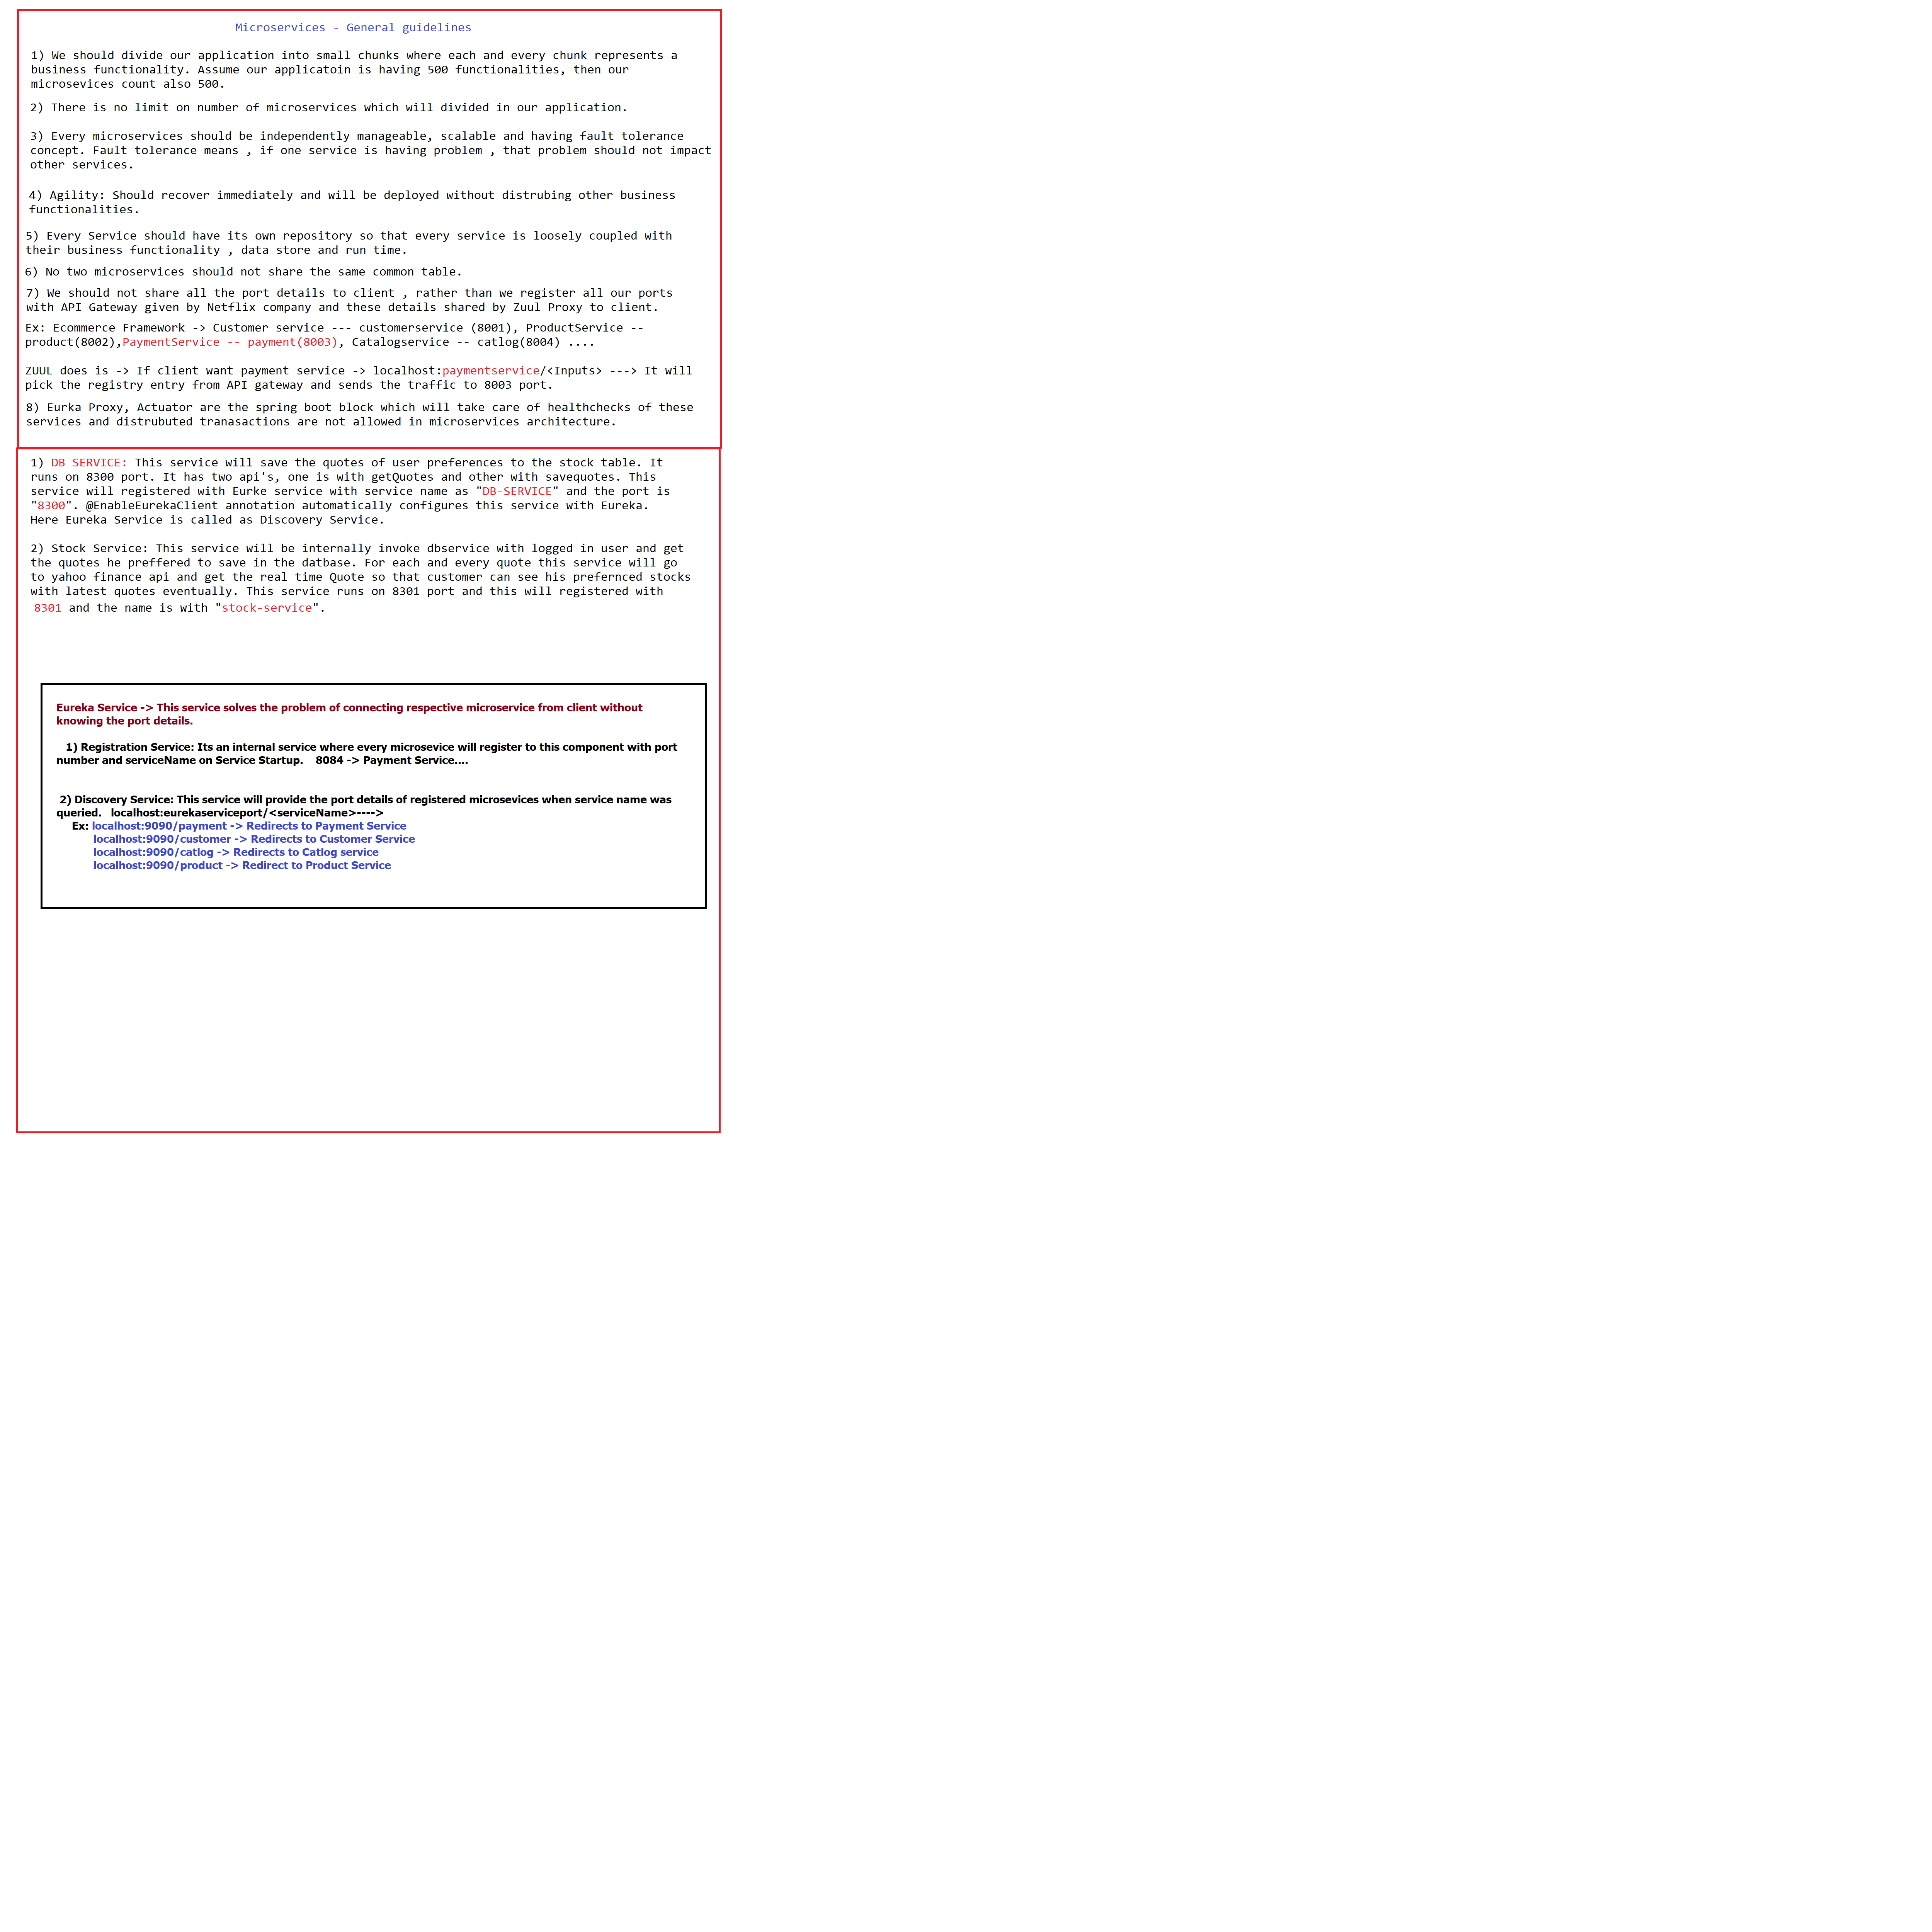 Microservices - General guidelines
1) We should divide our application into small chunks where each and every chunk represents a
business functionality. Assume our applicatoin is having 500 functionalities, then our
microsevices count also 500.
2) There is no limit on number of microservices which will divided in our application.
3) Every microservices should be independently manageable, scalable and having fault tolerance
concept. Fault tolerance means , if one service is having problem , that problem should not impact
other services.
4) Agility: Should recover immediately and will be deployed without distrubing other business
functionalities.
5) Every Service should have its own repository so that every service is loosely coupled with
their business functionality , data store and run time.
6) No two microservices should not share the same common table.
7) We should not share all the port details to client , rather than we register all our ports
with API Gateway given by Netflix company and these details shared by Zuul Proxy to client.
Ex: Ecommerce Framework -> Customer service --- customerservice (8001), ProductService --
product(8002),PaymentService -- payment(8003), Catalogservice -- catlog(8004) ....
ZUUL does is -> If client want payment service -> localhost:paymentservice/<Inputs> ---> It will
pick the registry entry from API gateway and sends the traffic to 8003 port.
8) Eurka Proxy, Actuator are the spring boot block which will take care of healthchecks of these
services and distrubuted tranasactions are not allowed in microservices architecture.
1) DB SERVICE: This service will save the quotes of user preferences to the stock table. It
runs on 8300 port. It has two api's, one is with getQuotes and other with savequotes. This
service will registered with Eurke service with service name as "DB-SERVICE" and the port is
"8300". @EnableEurekaClient annotation automatically configures this service with Eureka.
Here Eureka Service is called as Discovery Service.
2) Stock Service: This service will be internally invoke dbservice with logged in user and get
the quotes he preffered to save in the datbase. For each and every quote this service will go
to yahoo finance api and get the real time Quote so that customer can see his prefernced stocks
with latest quotes eventually. This service runs on 8301 port and this will registered with
8301 and the name is with "stock-service".
Eureka Service -> This service solves the problem of connecting respective microservice from client without
knowing the port details.
1) Registration Service: Its an internal service where every microsevice will register to this component with port
number and serviceName on Service Startup. 8084 -> Payment Service....
2) Discovery Service: This service will provide the port details of registered microsevices when service name was
queried. localhost:eurekaserviceport/<serviceName>---->
Ex: localhost:9090/payment -> Redirects to Payment Service
localhost:9090/customer -> Redirects to Customer Service
localhost:9090/catlog -> Redirects to Catlog service
localhost:9090/product -> Redirect to Product Service